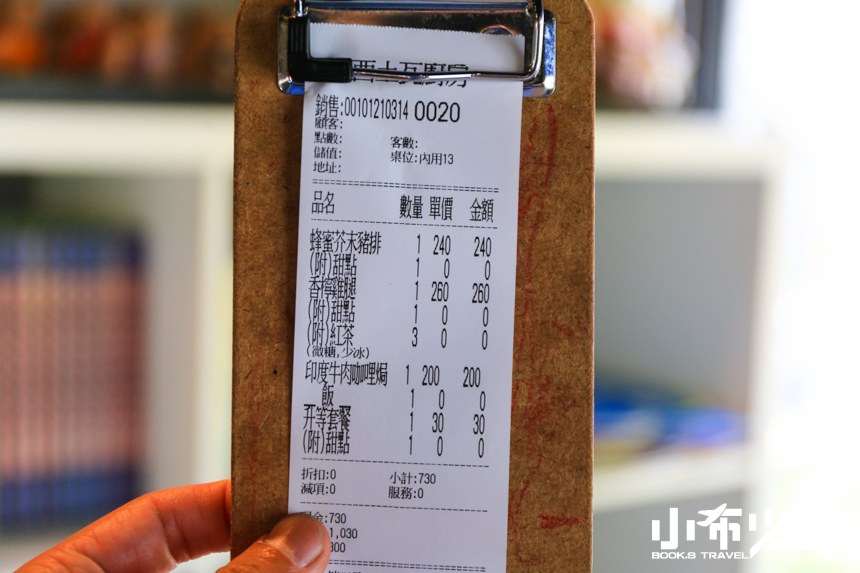 銷售:00101210314 0020
顧客:
點數: 客數:
儲值: 桌位:內用13
地址:
品名 數量 單價 金額
蜂蜜芥末豬排 1 240 240
(附)甜點 1 0 0
香檸雞腿 1 260 260
(附)甜點 1 0 0
(附)紅茶 3 0 0
(微糖,少冰)
印度牛肉咖哩焗 1 200 200
飯 1 0 0
升等套餐 1 30 30
(附)甜點 1 0 0
折扣:0 小計:730
減項:0 服務:0
金:730
1,030
300
小布少爺
BOOK.8 TRAVEL